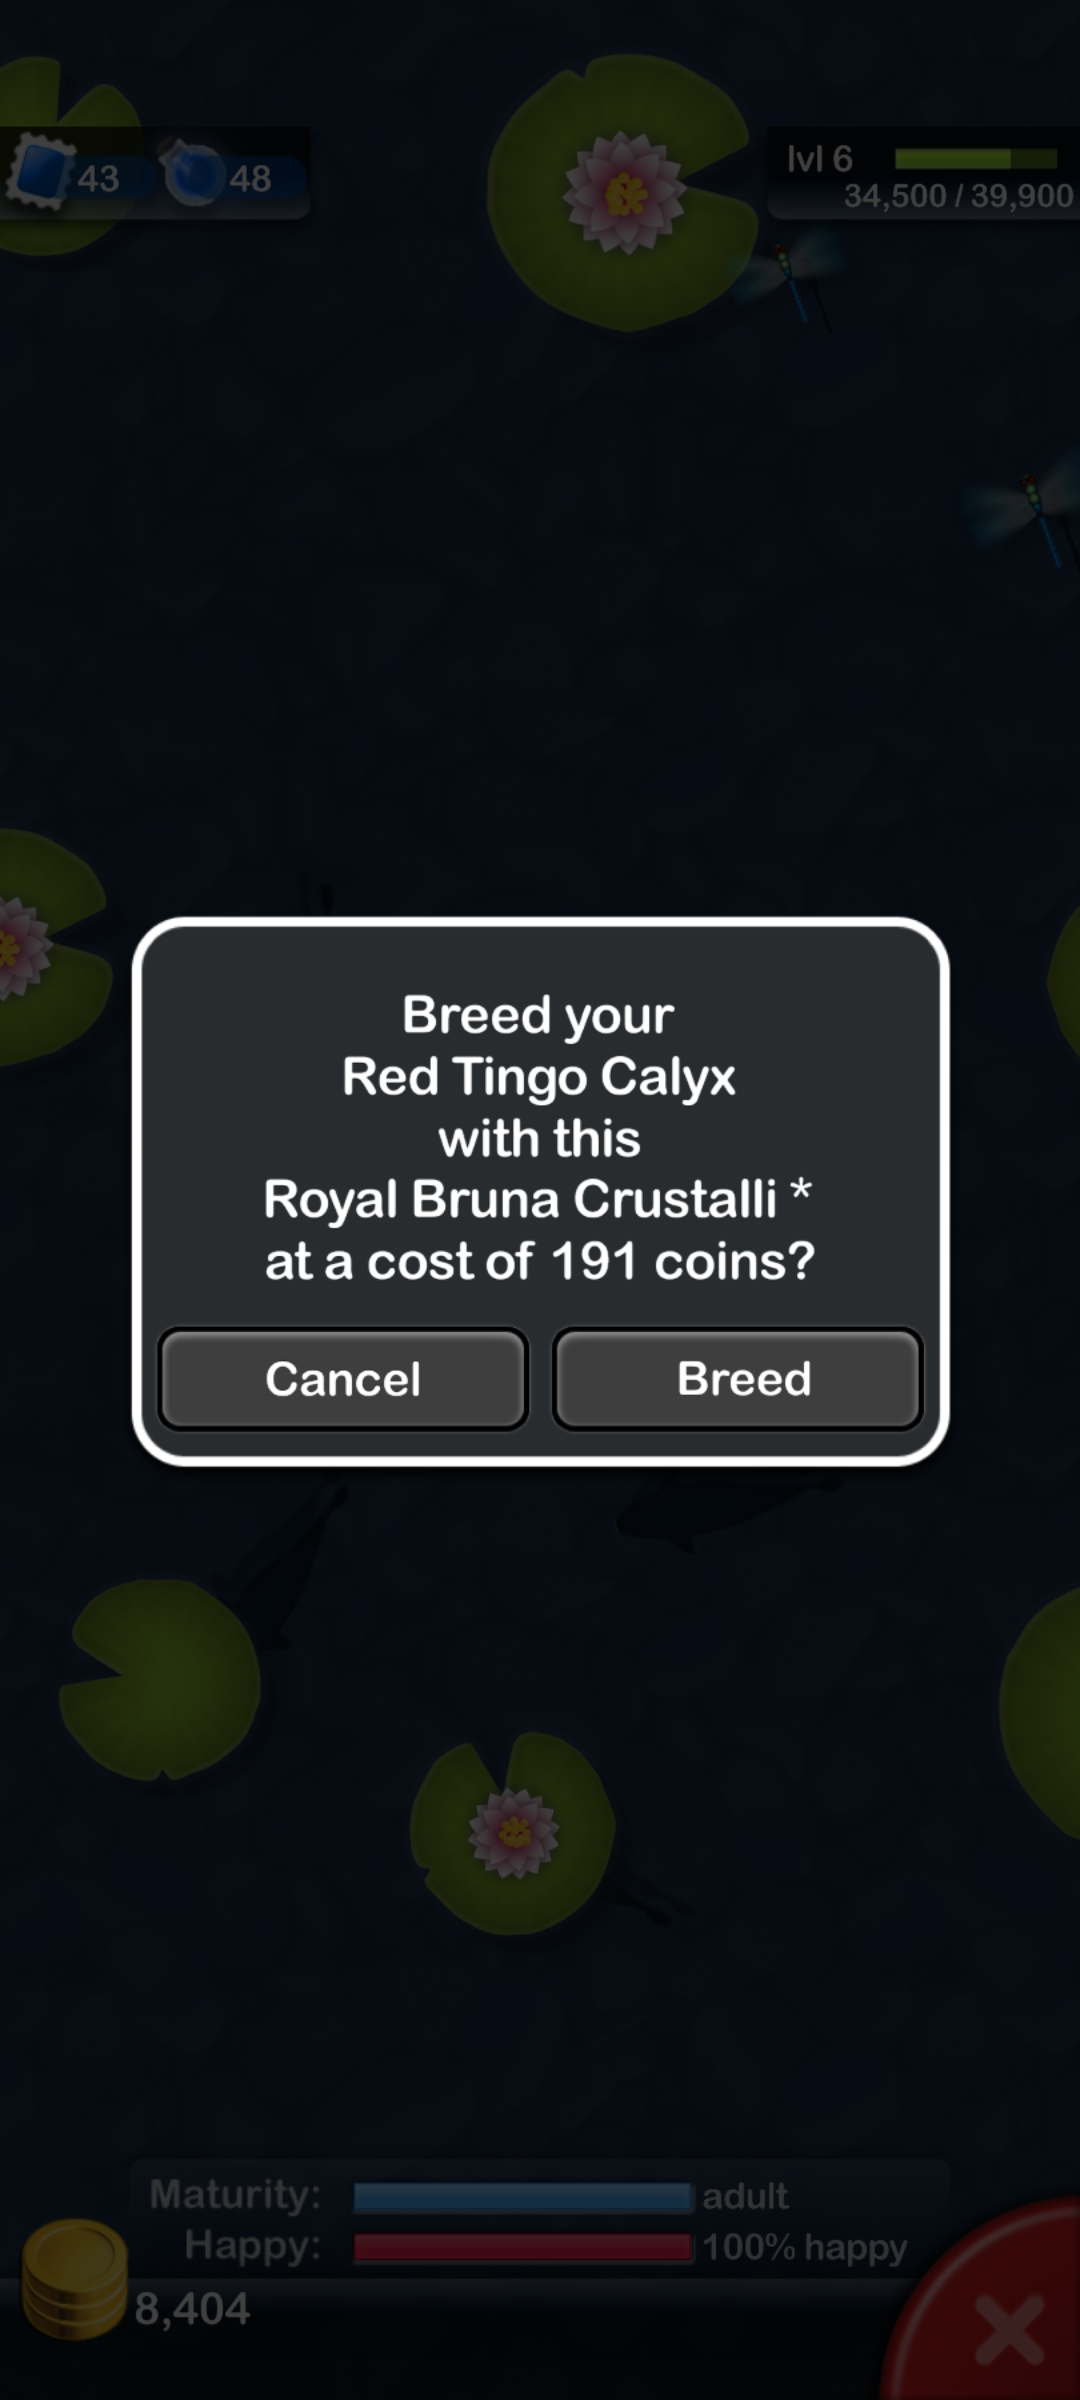 43 48 lvl 6
34,500 / 39,900
Breed your
Red Tingo Calyx
with this
Royal Bruna Crustalli *
at a cost of 191 coins?
Cancel Breed
Maturity: adult
Happy: 100% happy
8,404